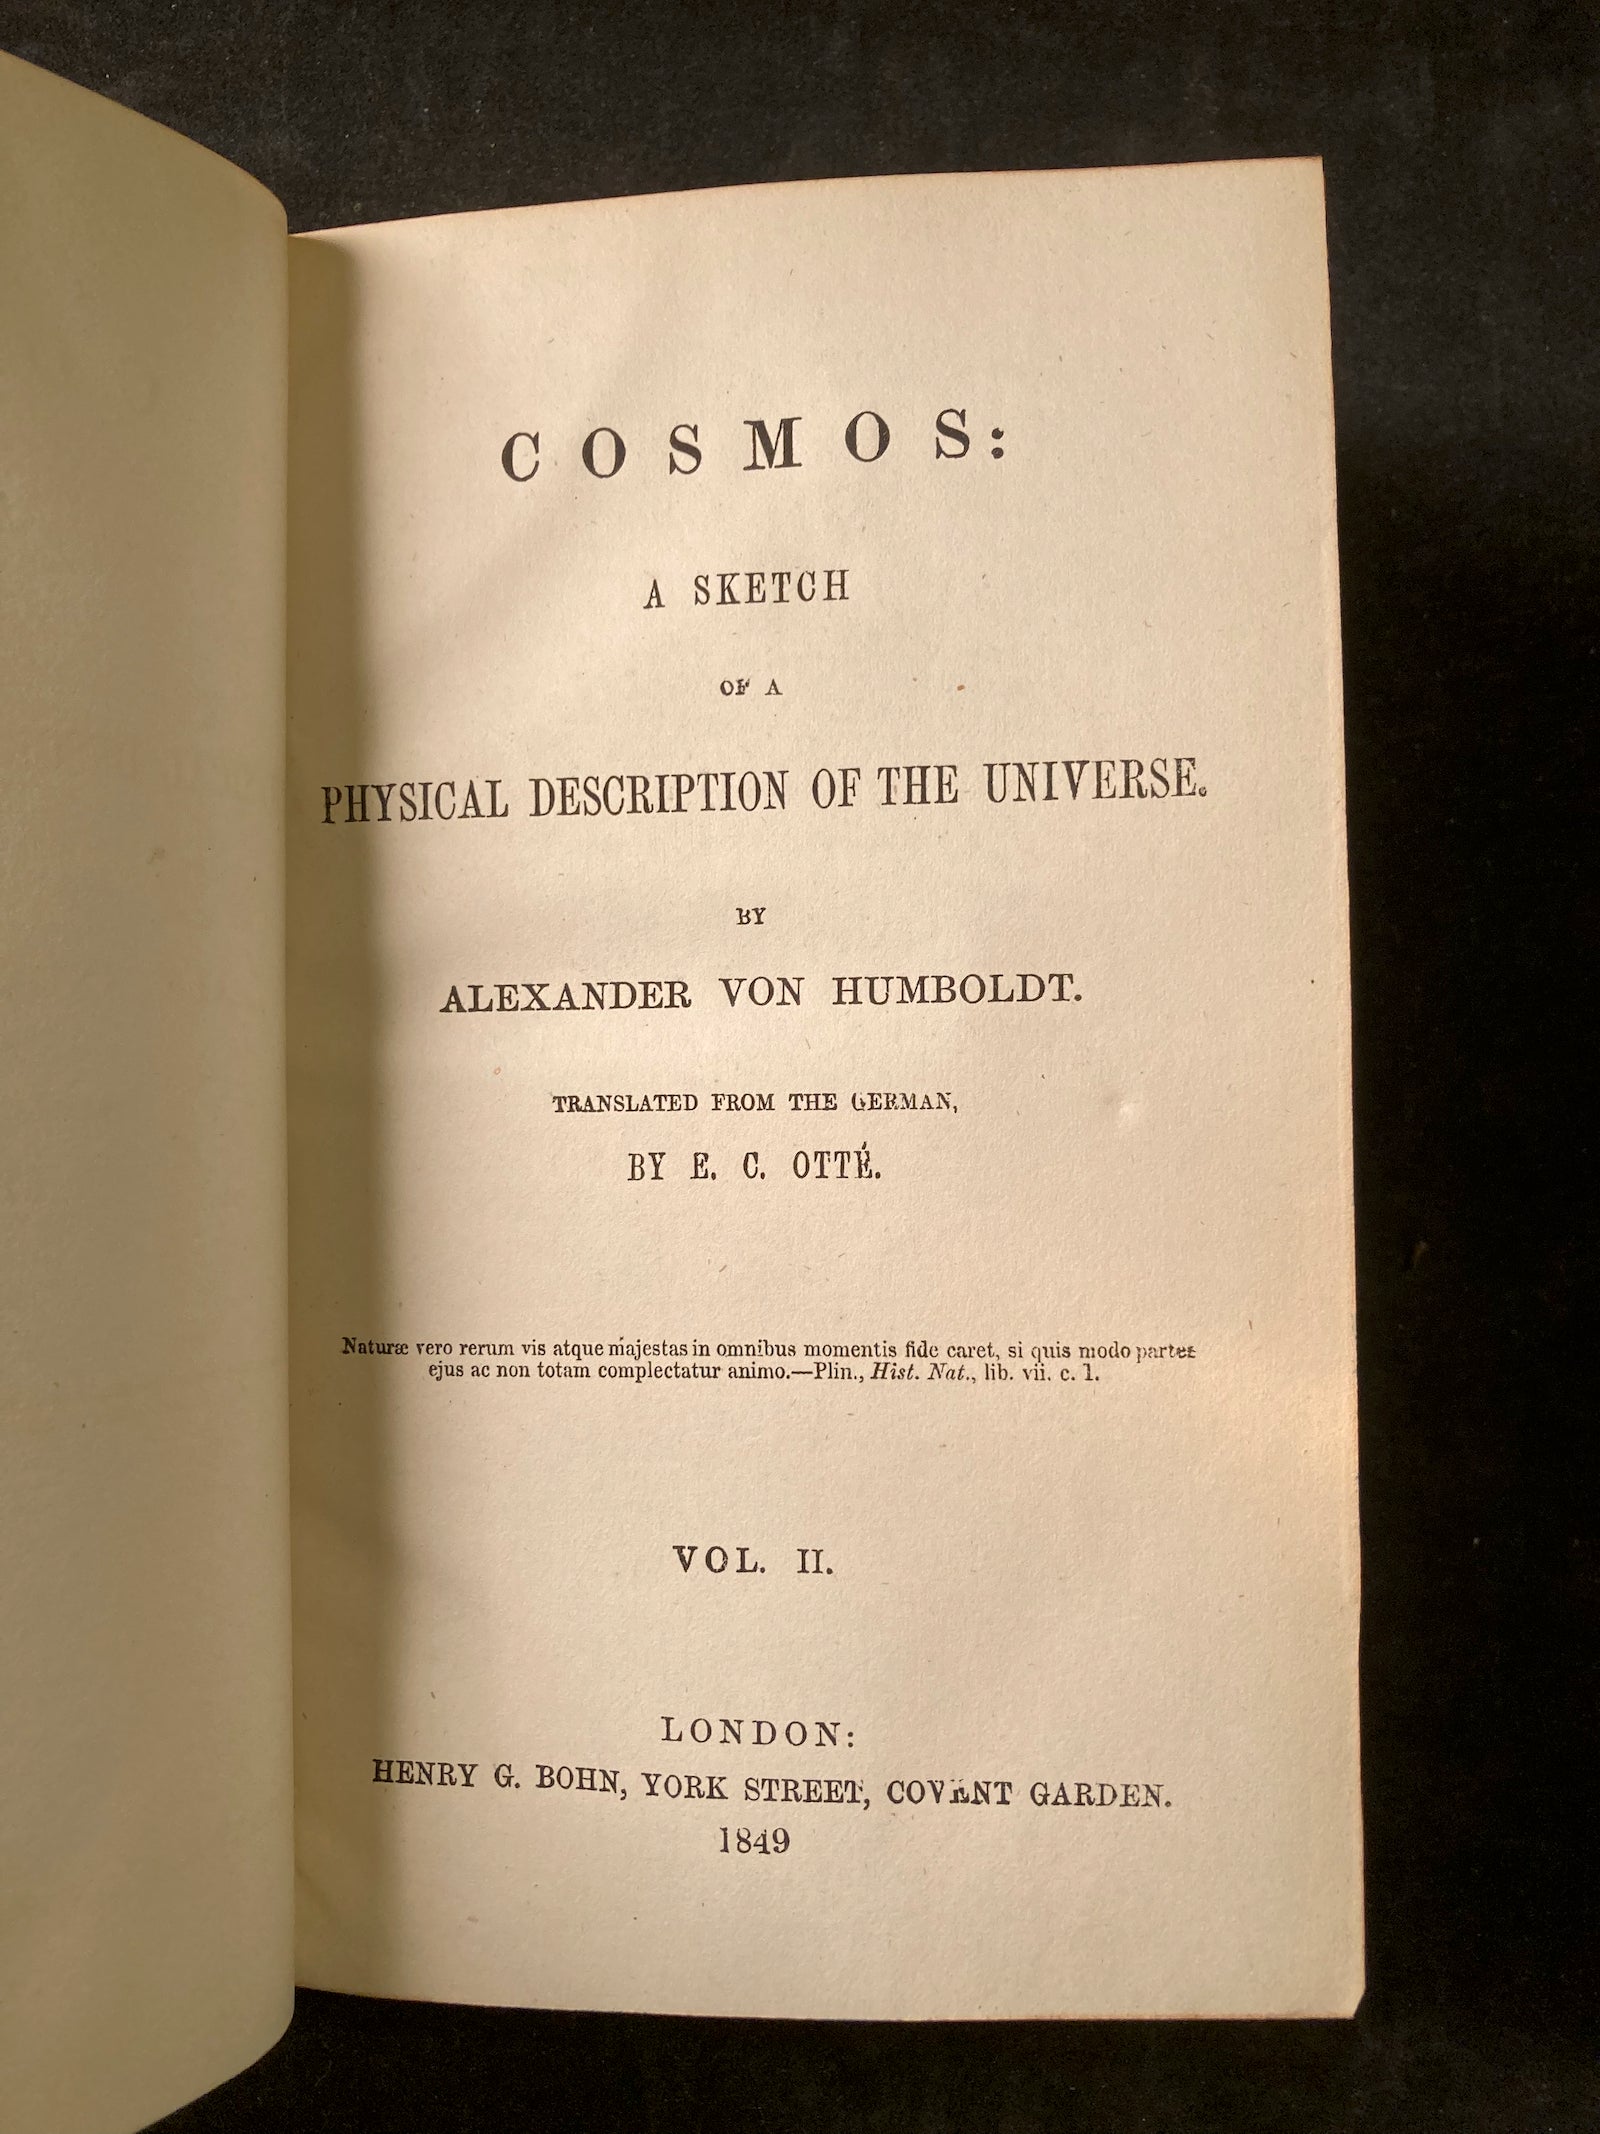 COSMOS:
A SKETCH
OF A
PHYSICAL DESCRIPTION OF THE UNIVERSE.
BY
ALEXANDER VON HUMBOLDT.
TRANSLATED FROM THE GERMAN,
BY E. C. OTTÉ.
Naturæ vero rerum vis atque majestas in omnibus momentis fide caret, si quis modo partes
ejus ac non totam complectatur animo.—Plin., Hist. Nat., lib. vii. c. 1.
VOL. II.
LONDON:
HENRY G. BOHN, YORK STREET, COVENT GARDEN.
1849